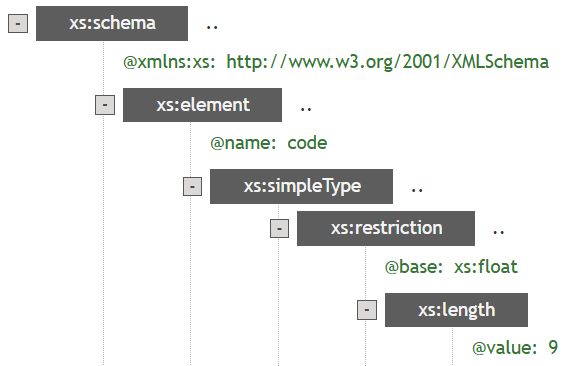 - xs:schema ..
@xmlns:xs: http://www.w3.org/2001/XMLSchema
- xs:element ..
@name: code
- xs:simpleType ..
- xs:restriction ..
@base: xs:float
- xs:length
@value: 9